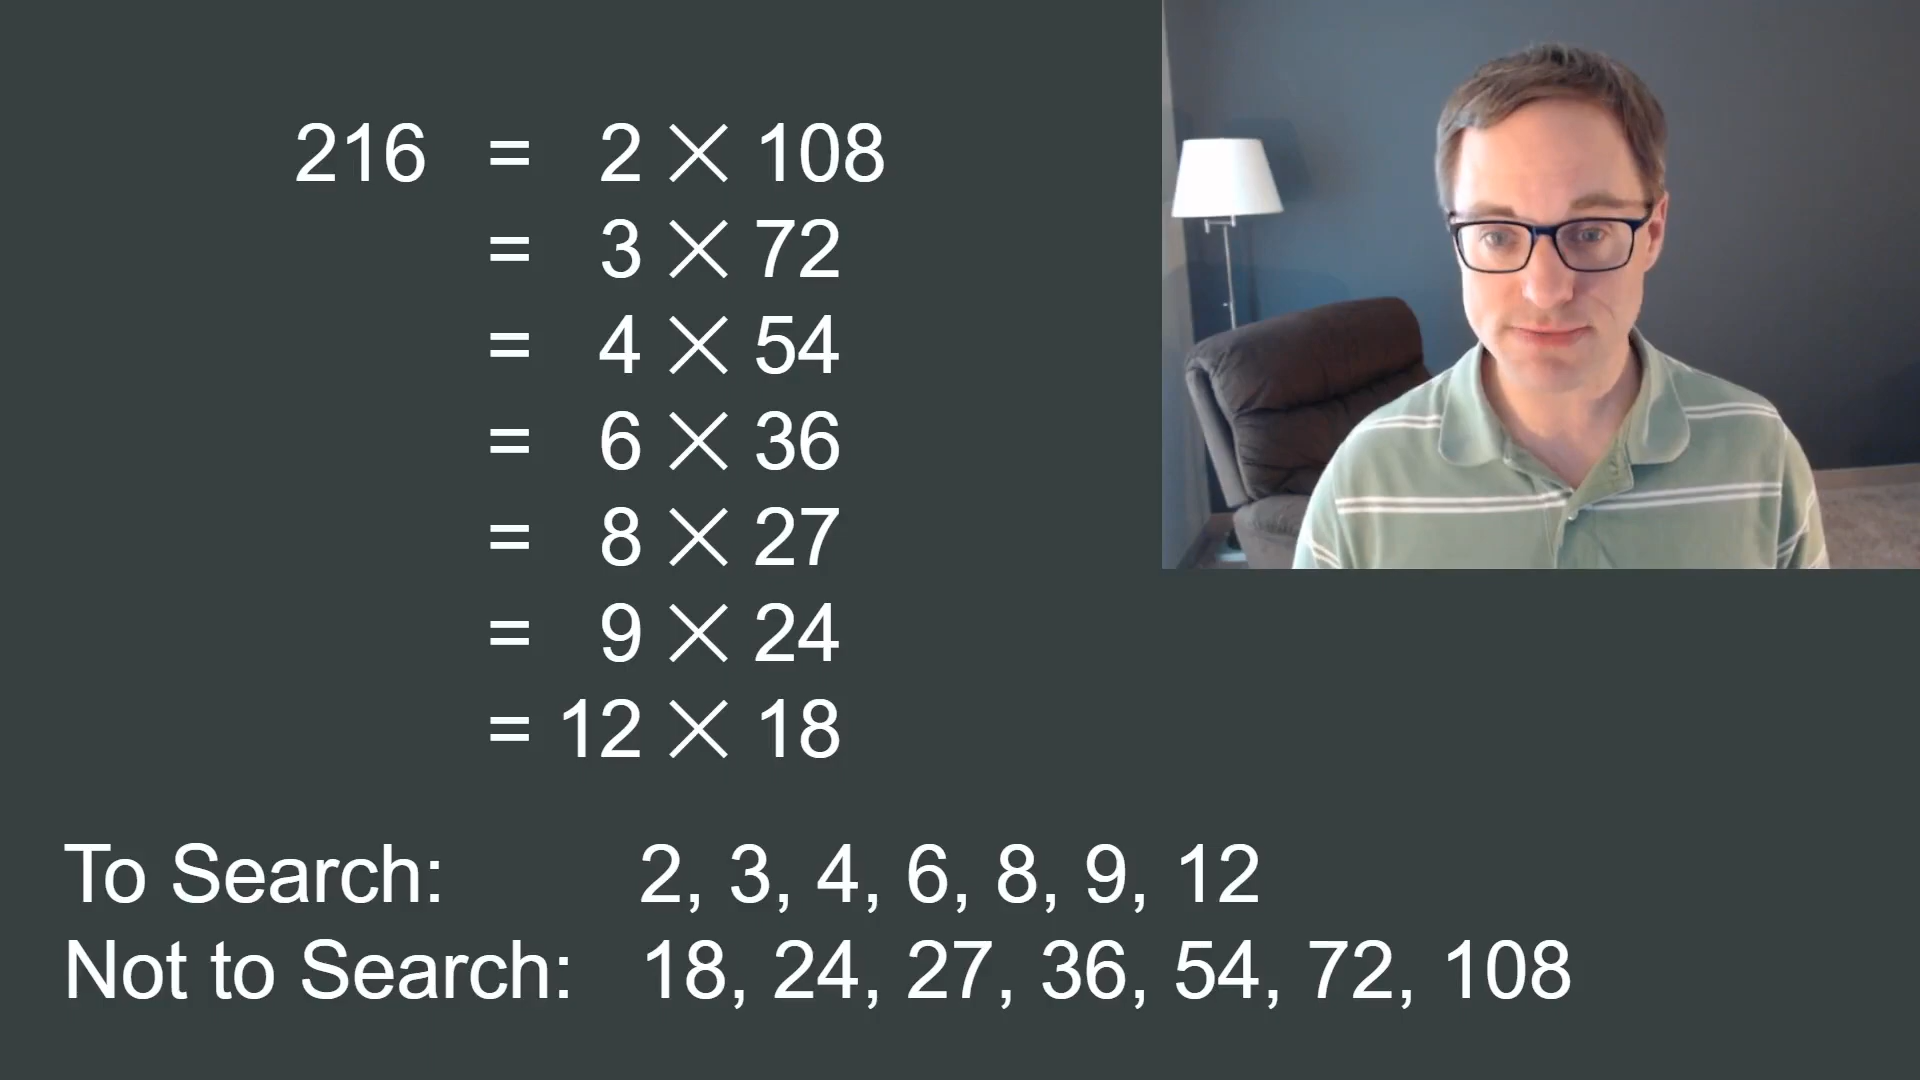 216 = 2 × 108
= 3 × 72
= 4 × 54
= 6 × 36
= 8 × 27
= 9 × 24
= 12 × 18
To Search: 2, 3, 4, 6, 8, 9, 12
Not to Search: 18, 24, 27, 36, 54, 72, 108